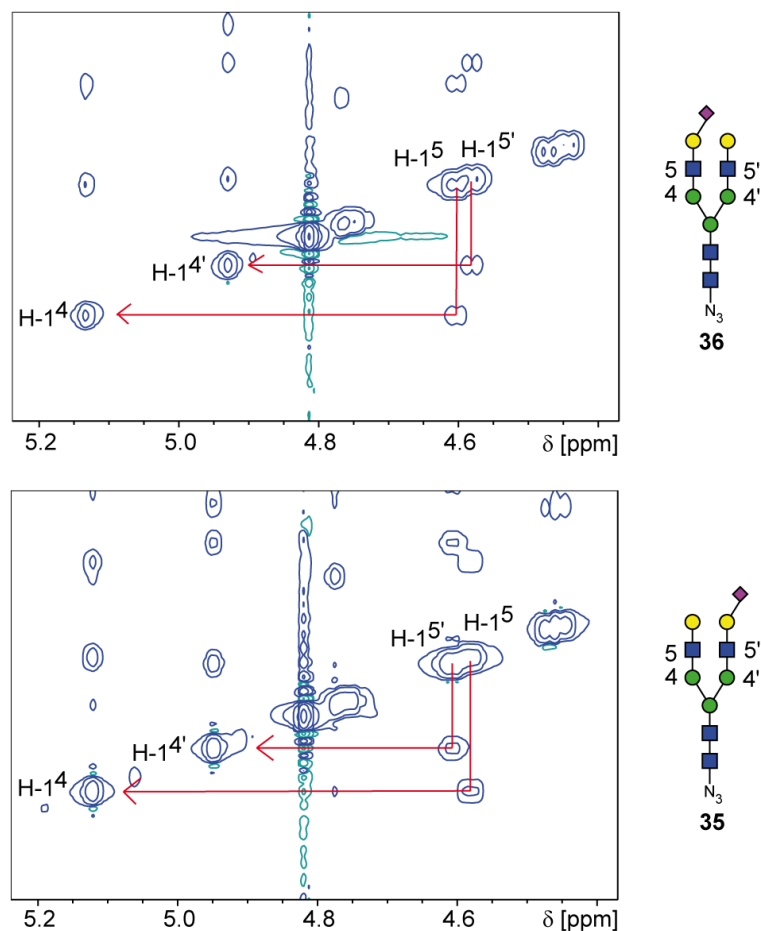 H-1⁵ H-1⁵'
H-1⁴'
H-1⁴
5.2 5.0 4.8 4.6 δ [ppm]
5 5'
4 4'
N₃
36
H-1⁵' H-1⁵
H-1⁴'
H-1⁴
5.2 5.0 4.8 4.6 δ [ppm]
5 5'
4 4'
N₃
35